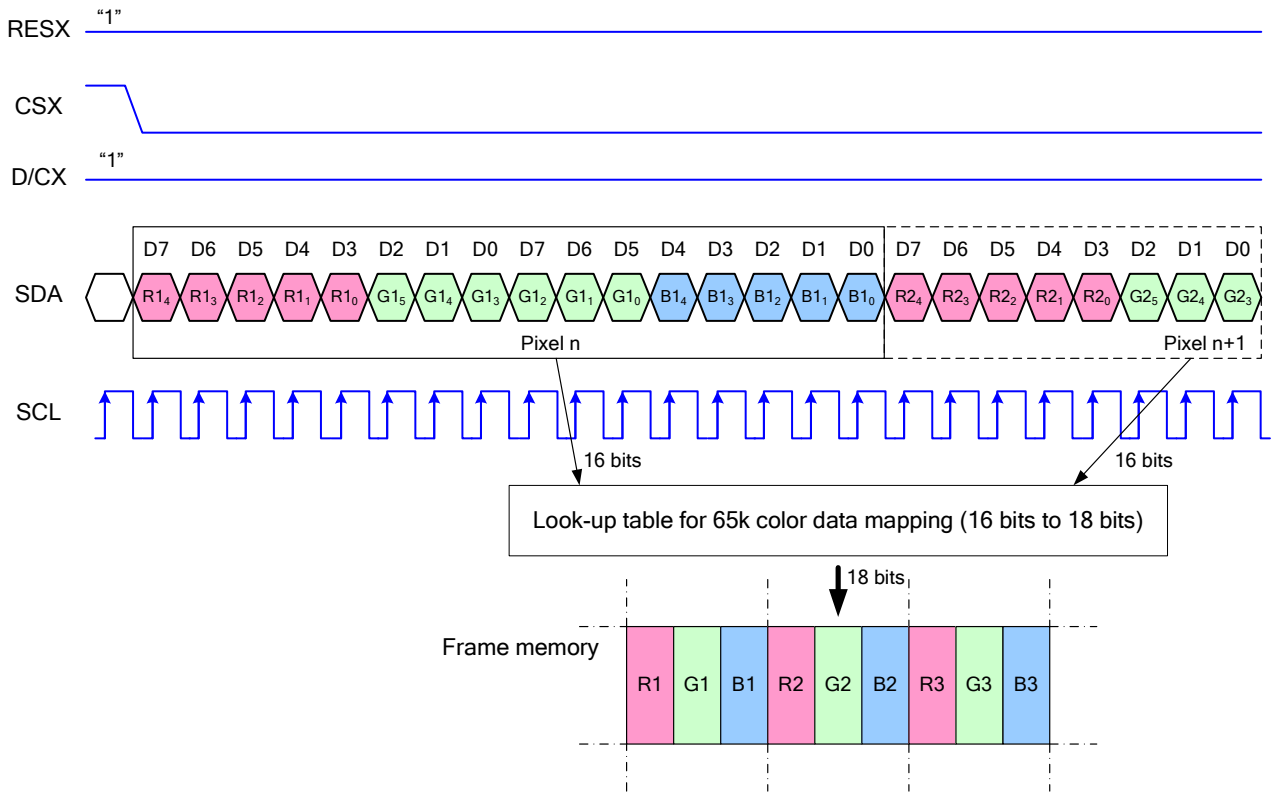 RESX “1”
CSX
D/CX “1”
D7 D6 D5 D4 D3 D2 D1 D0 D7 D6 D5 D4 D3 D2 D1 D0 D7 D6 D5 D4 D3 D2 D1 D0
SDA R1₄ R1₃ R1₂ R1₁ R1₀ G1₅ G1₄ G1₃ G1₂ G1₁ G1₀ B1₄ B1₃ B1₂ B1₁ B1₀ R2₄ R2₃ R2₂ R2₁ R2₀ G2₅ G2₄ G2₃
Pixel n Pixel n+1
SCL
16 bits 16 bits
Look-up table for 65k color data mapping (16 bits to 18 bits)
18 bits
Frame memory
R1 G1 B1 R2 G2 B2 R3 G3 B3